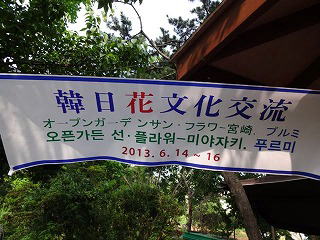 韓日花文化交流
オープンガーデンサン・フラワー宮崎, プルミ
오픈가든 선·플라워-미야자키, 푸르미
2013. 6. 14 ~ 16